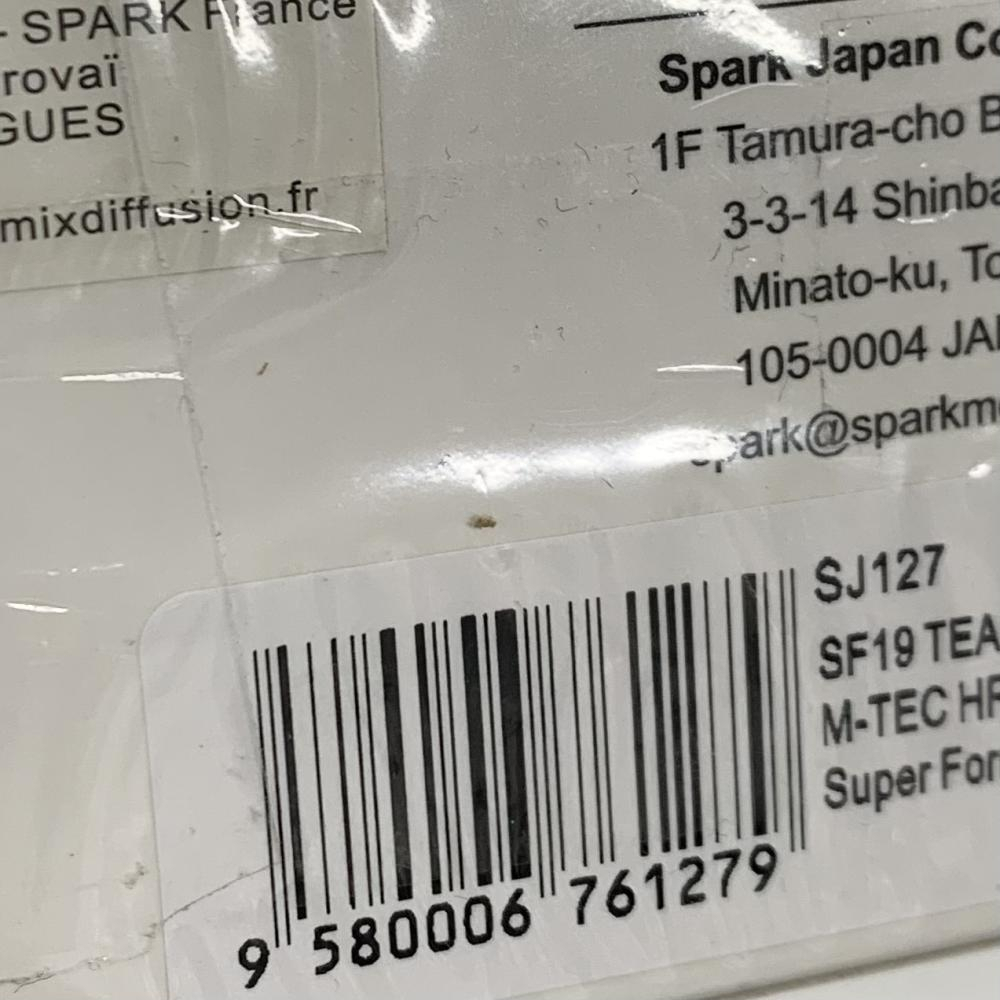 - SPARK France
rovaï
GUES
mixdiffusion.fr
Spark Japan Co
1F Tamura-cho B
3-3-14 Shinba
Minato-ku, To
105-0004 JAP
spark@sparkm
SJ127
SF19 TEA
M-TEC HR
Super For
9 580006 761279